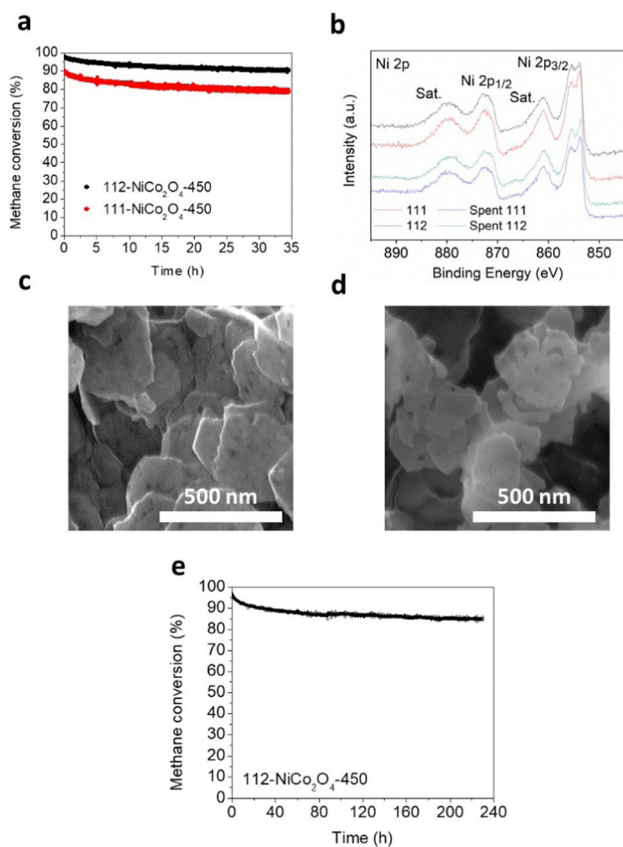 a
100
90
80
70
60
50
40
30
20
10
0
Methane conversion (%)
112-NiCo₂O₄-450
111-NiCo₂O₄-450
0 5 10 15 20 25 30 35
Time (h)
b
Ni 2p
Ni 2p₃/₂
Ni 2p₁/₂
Sat.
Sat.
Intensity (a.u.)
111 Spent 111
112 Spent 112
890 880 870 860 850
Binding Energy (eV)
c
500 nm
d
500 nm
e
100
90
80
70
60
50
40
30
20
10
0
Methane conversion (%)
112-NiCo₂O₄-450
0 40 80 120 160 200 240
Time (h)